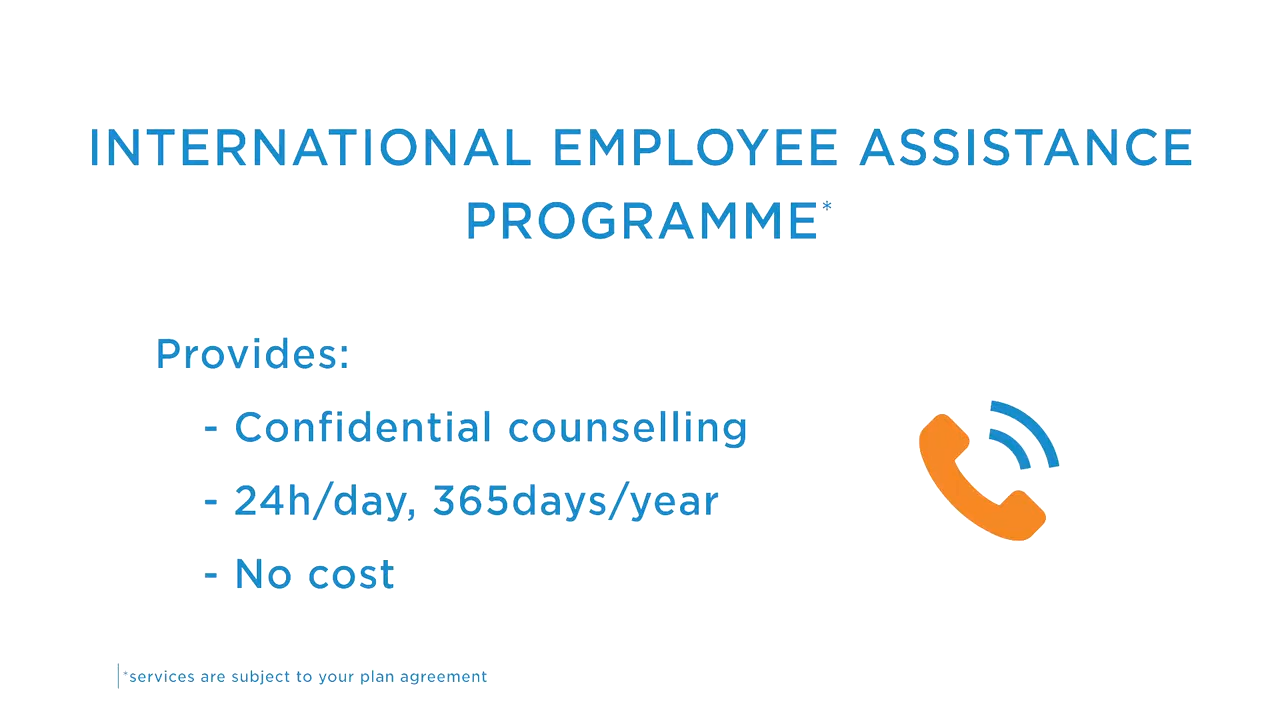 INTERNATIONAL EMPLOYEE ASSISTANCE
PROGRAMME*
Provides:
- Confidential counselling
- 24h/day, 365days/year
- No cost
*services are subject to your plan agreement